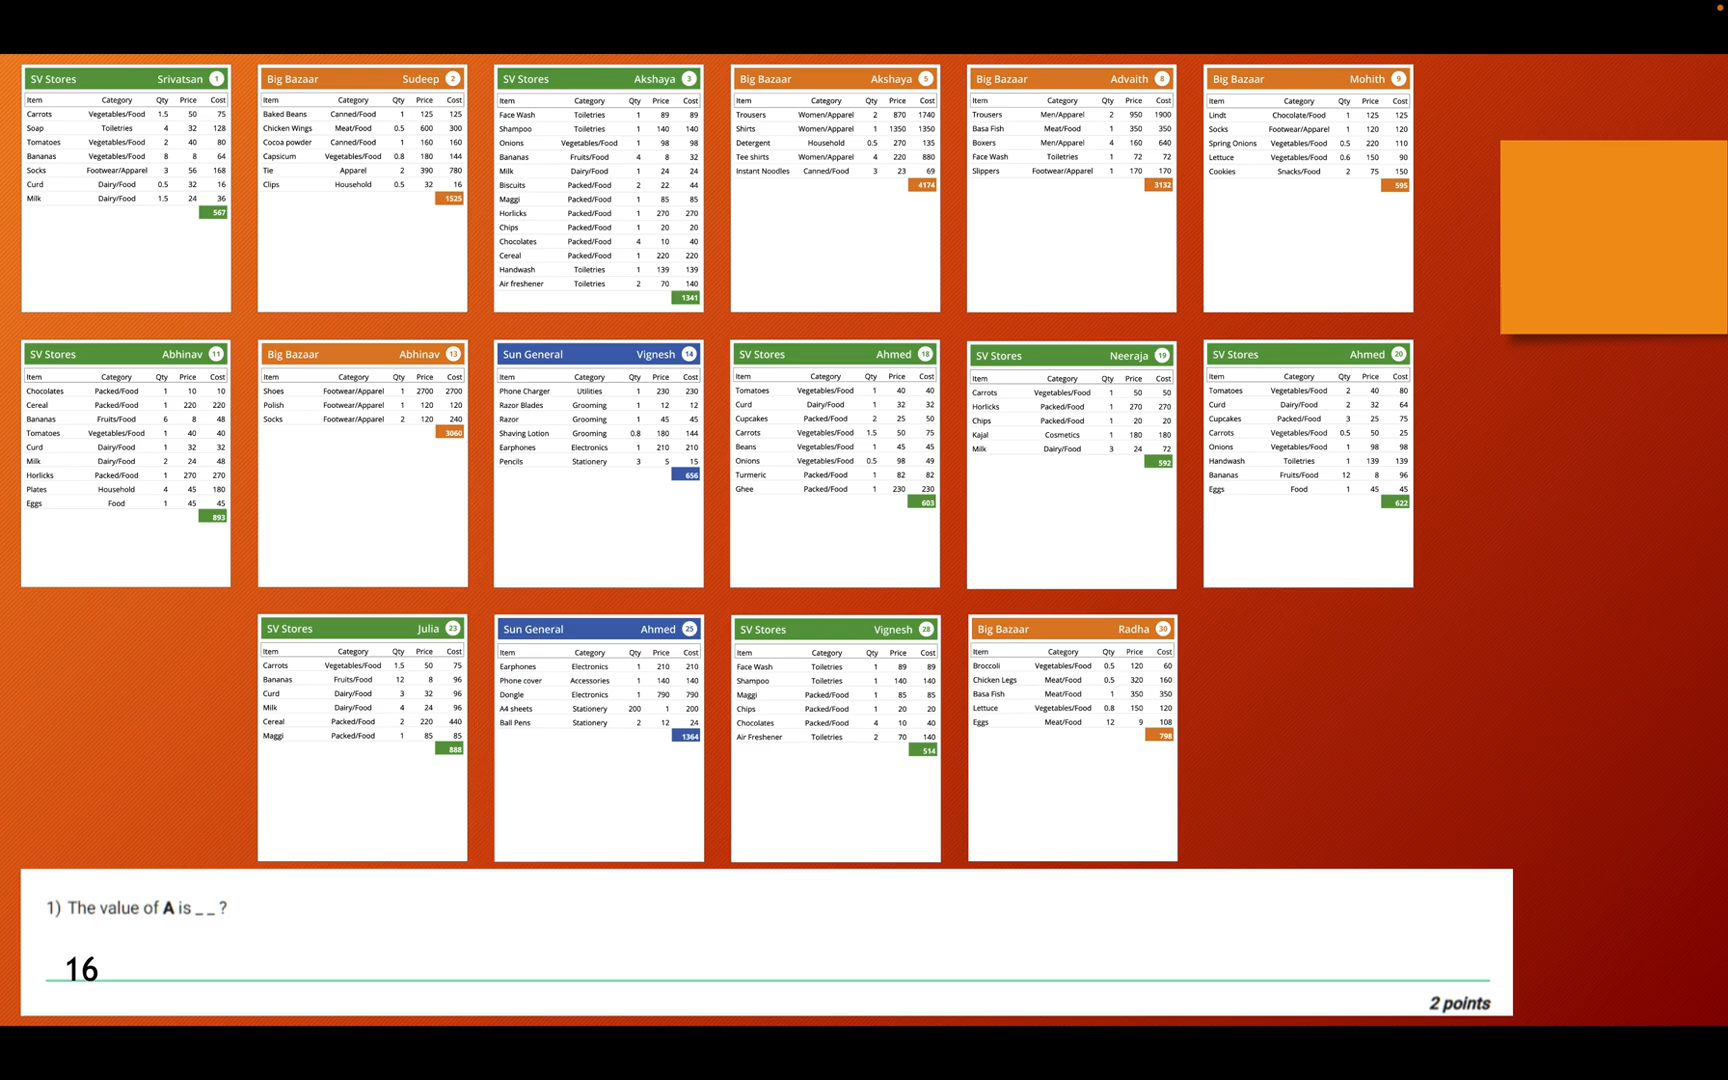 SV Stores Srivatsan 1
Item Category Qty Price Cost
Carrots Vegetables/Food 1.5 50 75
Soap Toiletries 4 32 128
Tomatoes Vegetables/Food 2 40 80
Bananas Vegetables/Food 8 8 64
Socks Footwear/Apparel 3 56 168
Curd Dairy/Food 0.5 32 16
Milk Dairy/Food 1.5 24 36
567
Big Bazaar Sudeep 2
Item Category Qty Price Cost
Baked Beans Canned/Food 1 125 125
Chicken Wings Meat/Food 0.5 600 300
Cocoa powder Canned/Food 1 160 160
Capsicum Vegetables/Food 0.8 180 144
Tie Apparel 2 390 780
Clips Household 0.5 32 16
1525
SV Stores Akshaya 3
Item Category Qty Price Cost
Face Wash Toiletries 1 89 89
Shampoo Toiletries 1 140 140
Onions Vegetables/Food 1 98 98
Bananas Fruits/Food 4 8 32
Milk Dairy/Food 1 24 24
Biscuits Packed/Food 2 22 44
Maggi Packed/Food 1 85 85
Horlicks Packed/Food 1 270 270
Chips Packed/Food 1 20 20
Chocolates Packed/Food 4 10 40
Cereal Packed/Food 1 220 220
Handwash Toiletries 1 139 139
Air freshener Toiletries 2 70 140
1341
Big Bazaar Akshaya 5
Item Category Qty Price Cost
Trousers Women/Apparel 2 870 1740
Shirts Women/Apparel 1 1350 1350
Detergent Household 0.5 270 135
Tee shirts Women/Apparel 4 220 880
Instant Noodles Canned/Food 3 23 69
4174
Big Bazaar Advaith 8
Item Category Qty Price Cost
Trousers Men/Apparel 2 950 1900
Basa Fish Meat/Food 1 350 350
Boxers Men/Apparel 4 160 640
Face Wash Toiletries 1 72 72
Slippers Footwear/Apparel 1 170 170
3132
Big Bazaar Mohith 9
Item Category Qty Price Cost
Lindt Chocolate/Food 1 125 125
Socks Footwear/Apparel 1 120 120
Spring Onions Vegetables/Food 0.5 220 110
Lettuce Vegetables/Food 0.6 150 90
Cookies Snacks/Food 2 75 150
595
SV Stores Abhinav 11
Item Category Qty Price Cost
Chocolates Packed/Food 1 10 10
Cereal Packed/Food 1 220 220
Bananas Fruits/Food 6 8 48
Tomatoes Vegetables/Food 1 40 40
Curd Dairy/Food 1 32 32
Milk Dairy/Food 2 24 48
Horlicks Packed/Food 1 270 270
Plates Household 4 45 180
Eggs Food 1 45 45
893
Big Bazaar Abhinav 13
Item Category Qty Price Cost
Shoes Footwear/Apparel 1 2700 2700
Polish Footwear/Apparel 1 120 120
Socks Footwear/Apparel 2 120 240
3060
Sun General Vignesh 14
Item Category Qty Price Cost
Phone Charger Utilities 1 230 230
Razor Blades Grooming 1 12 12
Razor Grooming 1 45 45
Shaving Lotion Grooming 0.8 180 144
Earphones Electronics 1 210 210
Pencils Stationery 3 5 15
656
SV Stores Ahmed 18
Item Category Qty Price Cost
Tomatoes Vegetables/Food 1 40 40
Curd Dairy/Food 1 32 32
Cupcakes Packed/Food 2 25 50
Carrots Vegetables/Food 1.5 50 75
Beans Vegetables/Food 1 45 45
Onions Vegetables/Food 0.5 98 49
Turmeric Packed/Food 1 82 82
Ghee Packed/Food 1 230 230
603
SV Stores Neeraja 19
Item Category Qty Price Cost
Carrots Vegetables/Food 1 50 50
Horlicks Packed/Food 1 270 270
Chips Packed/Food 1 20 20
Kajal Cosmetics 1 180 180
Milk Dairy/Food 3 24 72
592
SV Stores Ahmed 20
Item Category Qty Price Cost
Tomatoes Vegetables/Food 2 40 80
Curd Dairy/Food 2 32 64
Cupcakes Packed/Food 3 25 75
Carrots Vegetables/Food 0.5 50 25
Onions Vegetables/Food 1 98 98
Handwash Toiletries 1 139 139
Bananas Fruits/Food 12 8 96
Eggs Food 1 45 45
622
SV Stores Julia 23
Item Category Qty Price Cost
Carrots Vegetables/Food 1.5 50 75
Bananas Fruits/Food 12 8 96
Curd Dairy/Food 3 32 96
Milk Dairy/Food 4 24 96
Cereal Packed/Food 2 220 440
Maggi Packed/Food 1 85 85
888
Sun General Ahmed 25
Item Category Qty Price Cost
Earphones Electronics 1 210 210
Phone cover Accessories 1 140 140
Dongle Electronics 1 790 790
A4 sheets Stationery 200 1 200
Ball Pens Stationery 2 12 24
1364
SV Stores Vignesh 28
Item Category Qty Price Cost
Face Wash Toiletries 1 89 89
Shampoo Toiletries 1 140 140
Maggi Packed/Food 1 85 85
Chips Packed/Food 1 20 20
Chocolates Packed/Food 4 10 40
Air Freshener Toiletries 2 70 140
514
Big Bazaar Radha 30
Item Category Qty Price Cost
Broccoli Vegetables/Food 0.5 120 60
Chicken Legs Meat/Food 0.5 320 160
Basa Fish Meat/Food 1 350 350
Lettuce Vegetables/Food 0.8 150 120
Eggs Meat/Food 12 9 108
798
1) The value of A is _ _ ?
16
2 points